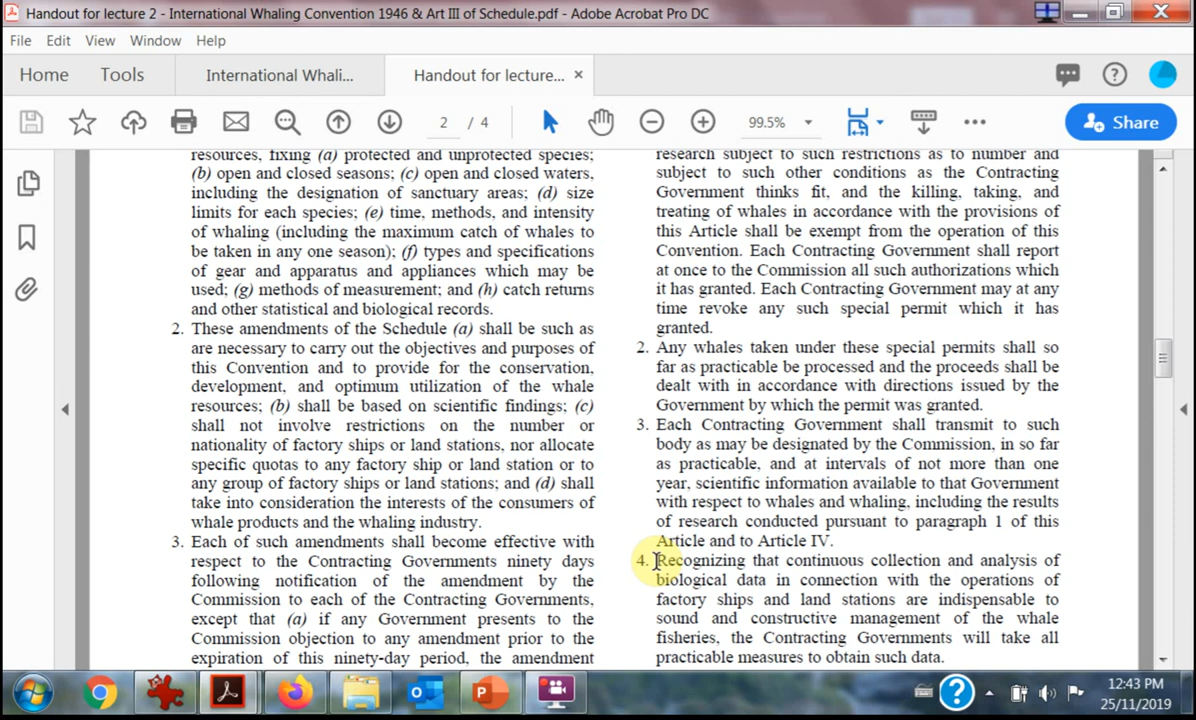 Handout for lecture 2 - International Whaling Convention 1946 & Art III of Schedule.pdf - Adobe Acrobat Pro DC
File Edit View Window Help
Home Tools International Whali... Handout for lecture... ×
2 / 4 99.5% Share
resources, fixing (a) protected and unprotected species;
(b) open and closed seasons; (c) open and closed waters,
including the designation of sanctuary areas; (d) size
limits for each species; (e) time, methods, and intensity
of whaling (including the maximum catch of whales to
be taken in any one season); (f) types and specifications
of gear and apparatus and appliances which may be
used; (g) methods of measurement; and (h) catch returns
and other statistical and biological records.
2. These amendments of the Schedule (a) shall be such as
are necessary to carry out the objectives and purposes of
this Convention and to provide for the conservation,
development, and optimum utilization of the whale
resources; (b) shall be based on scientific findings; (c)
shall not involve restrictions on the number or
nationality of factory ships or land stations, nor allocate
specific quotas to any factory ship or land station or to
any group of factory ships or land stations; and (d) shall
take into consideration the interests of the consumers of
whale products and the whaling industry.
3. Each of such amendments shall become effective with
respect to the Contracting Governments ninety days
following notification of the amendment by the
Commission to each of the Contracting Governments,
except that (a) if any Government presents to the
Commission objection to any amendment prior to the
expiration of this ninety-day period, the amendment
research subject to such restrictions as to number and
subject to such other conditions as the Contracting
Government thinks fit, and the killing, taking, and
treating of whales in accordance with the provisions of
this Article shall be exempt from the operation of this
Convention. Each Contracting Government shall report
at once to the Commission all such authorizations which
it has granted. Each Contracting Government may at any
time revoke any such special permit which it has
granted.
2. Any whales taken under these special permits shall so
far as practicable be processed and the proceeds shall be
dealt with in accordance with directions issued by the
Government by which the permit was granted.
3. Each Contracting Government shall transmit to such
body as may be designated by the Commission, in so far
as practicable, and at intervals of not more than one
year, scientific information available to that Government
with respect to whales and whaling, including the results
of research conducted pursuant to paragraph 1 of this
Article and to Article IV.
4. Recognizing that continuous collection and analysis of
biological data in connection with the operations of
factory ships and land stations are indispensable to
sound and constructive management of the whale
fisheries, the Contracting Governments will take all
practicable measures to obtain such data.
12:43 PM
25/11/2019